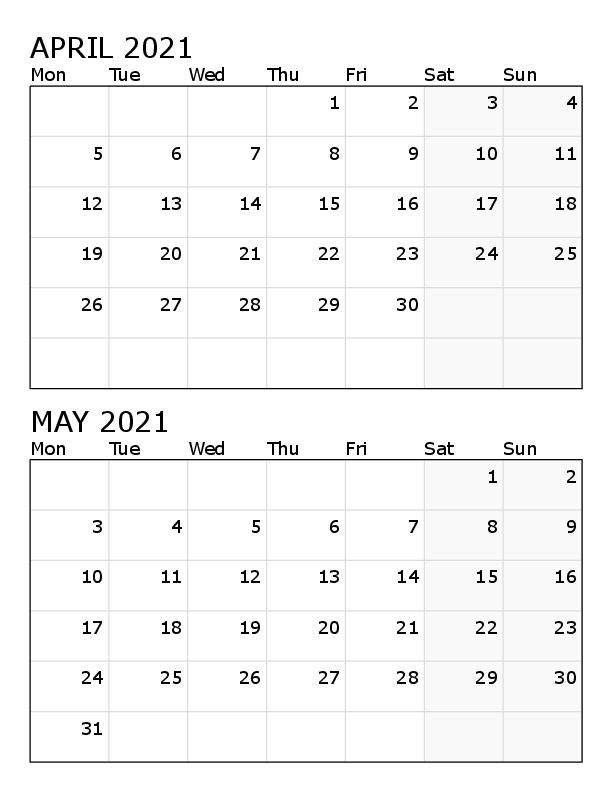 APRIL 2021
Mon Tue Wed Thu Fri Sat Sun
1 2 3 4
5 6 7 8 9 10 11
12 13 14 15 16 17 18
19 20 21 22 23 24 25
26 27 28 29 30
MAY 2021
Mon Tue Wed Thu Fri Sat Sun
1 2
3 4 5 6 7 8 9
10 11 12 13 14 15 16
17 18 19 20 21 22 23
24 25 26 27 28 29 30
31